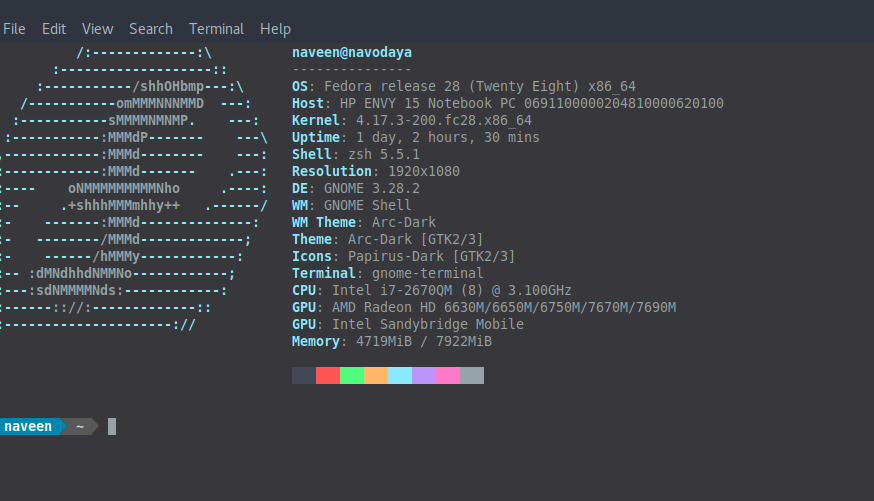 File Edit View Search Terminal Help
/:-------------:\
:-------------------::
:-----------/shhOHbmp---:\
/-----------omMMMNNNMMD  ---:
:-----------sMMMMNMNMP.    ---:
:-----------:MMMdP-------    ---\
,------------:MMMd--------    ---:
:------------:MMMd-------    .---:
:----    oNMMMMMMMMMNho     .----:
:--     .+shhhMMMmhhy++   .------/
:-    -------:MMMd--------------:
:-   --------/MMMd-------------;
:-    ------/hMMMy------------:
:-- :dMNdhhdNMMNo------------;
:---:sdNMMMMNds:------------:
:------:://:-------------::
:---------------------://
naveen@navodaya
---------------
OS: Fedora release 28 (Twenty Eight) x86_64
Host: HP ENVY 15 Notebook PC 0691100000204810000620100
Kernel: 4.17.3-200.fc28.x86_64
Uptime: 1 day, 2 hours, 30 mins
Shell: zsh 5.5.1
Resolution: 1920x1080
DE: GNOME 3.28.2
WM: GNOME Shell
WM Theme: Arc-Dark
Theme: Arc-Dark [GTK2/3]
Icons: Papirus-Dark [GTK2/3]
Terminal: gnome-terminal
CPU: Intel i7-2670QM (8) @ 3.100GHz
GPU: AMD Radeon HD 6630M/6650M/6750M/7670M/7690M
GPU: Intel Sandybridge Mobile
Memory: 4719MiB / 7922MiB
naveen ~